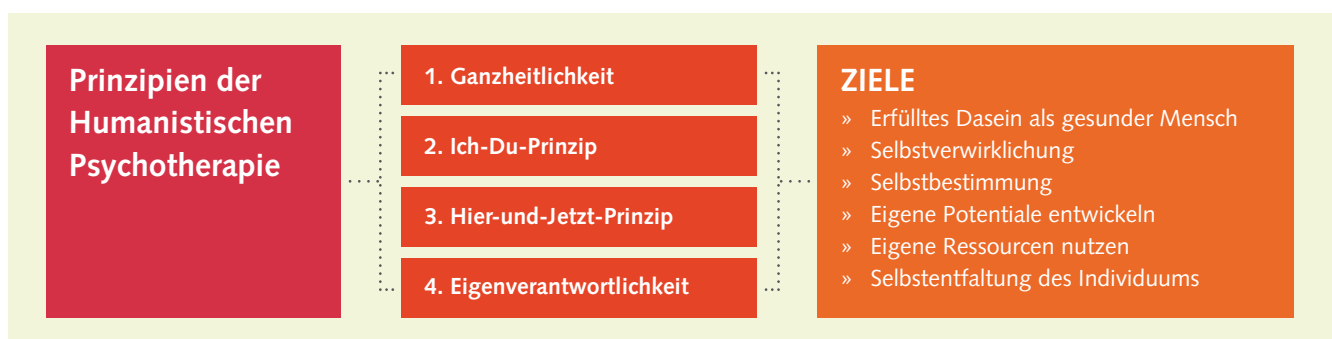 Prinzipien der
Humanistischen
Psychotherapie
1. Ganzheitlichkeit
2. Ich-Du-Prinzip
3. Hier-und-Jetzt-Prinzip
4. Eigenverantwortlichkeit
ZIELE
» Erfülltes Dasein als gesunder Mensch
» Selbstverwirklichung
» Selbstbestimmung
» Eigene Potentiale entwickeln
» Eigene Ressourcen nutzen
» Selbstentfaltung des Individuums